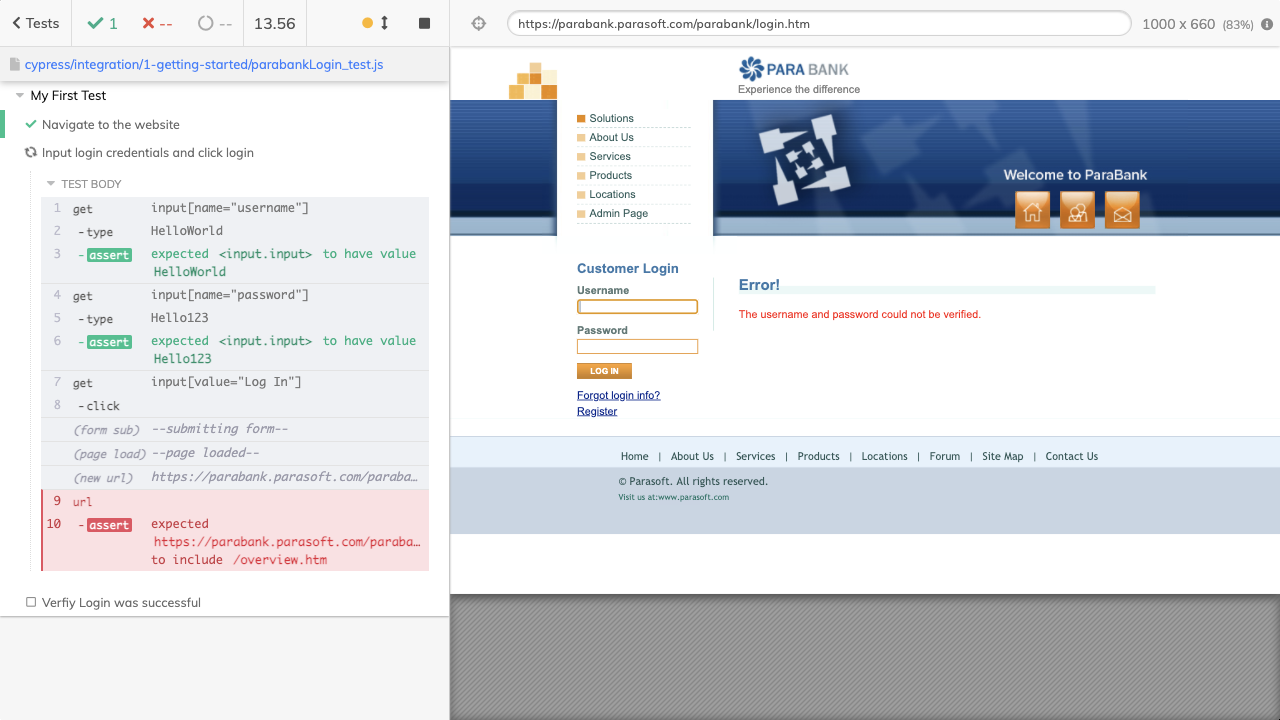 Tests
1
--
--
13.56
https://parabank.parasoft.com/parabank/login.htm
1000 x 660 (83%)
cypress/integration/1-getting-started/parabankLogin_test.js
My First Test
Navigate to the website
Input login credentials and click login
TEST BODY
1 get input[name="username"]
2 -type HelloWorld
3 -assert expected <input.input> to have value
HelloWorld
4 get input[name="password"]
5 -type Hello123
6 -assert expected <input.input> to have value
Hello123
7 get input[value="Log In"]
8 -click
(form sub) --submitting form--
(page load) --page loaded--
(new url) https://parabank.parasoft.com/paraba…
9 url
10 -assert expected
https://parabank.parasoft.com/paraba…
to include /overview.htm
Verfiy Login was successful
PARA BANK
Experience the difference
Solutions
About Us
Services
Products
Locations
Admin Page
Welcome to ParaBank
Customer Login
Username
Password
LOG IN
Forgot login info?
Register
Error!
The username and password could not be verified.
Home | About Us | Services | Products | Locations | Forum | Site Map | Contact Us
© Parasoft. All rights reserved.
Visit us at:www.parasoft.com